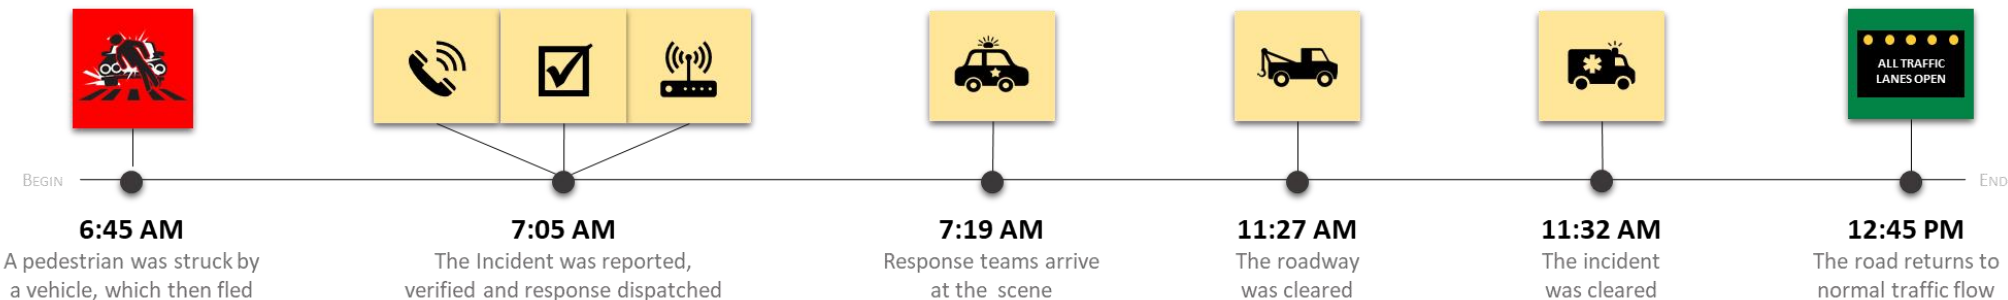 ALL TRAFFIC
LANES OPEN
BEGIN
END
6:45 AM
A pedestrian was struck by
a vehicle, which then fled
7:05 AM
The Incident was reported,
verified and response dispatched
7:19 AM
Response teams arrive
at the scene
11:27 AM
The roadway
was cleared
11:32 AM
The incident
was cleared
12:45 PM
The road returns to
normal traffic flow